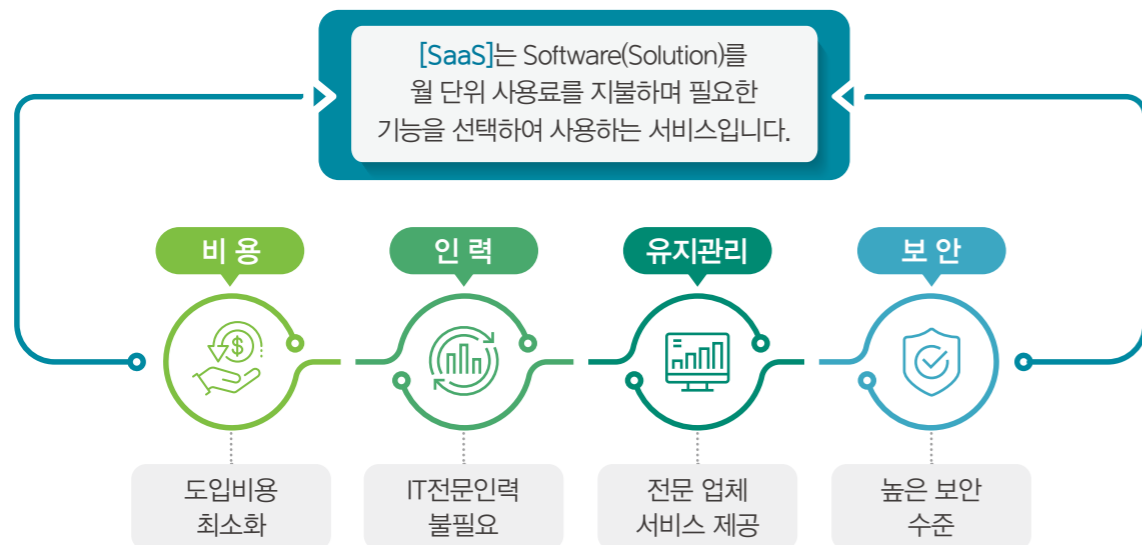 [SaaS]는 Software(Solution)를
월 단위 사용료를 지불하며 필요한
기능을 선택하여 사용하는 서비스입니다.
비 용
인 력
유지관리
보 안
$
도입비용
최소화
IT전문인력
불필요
전문 업체
서비스 제공
높은 보안
수준